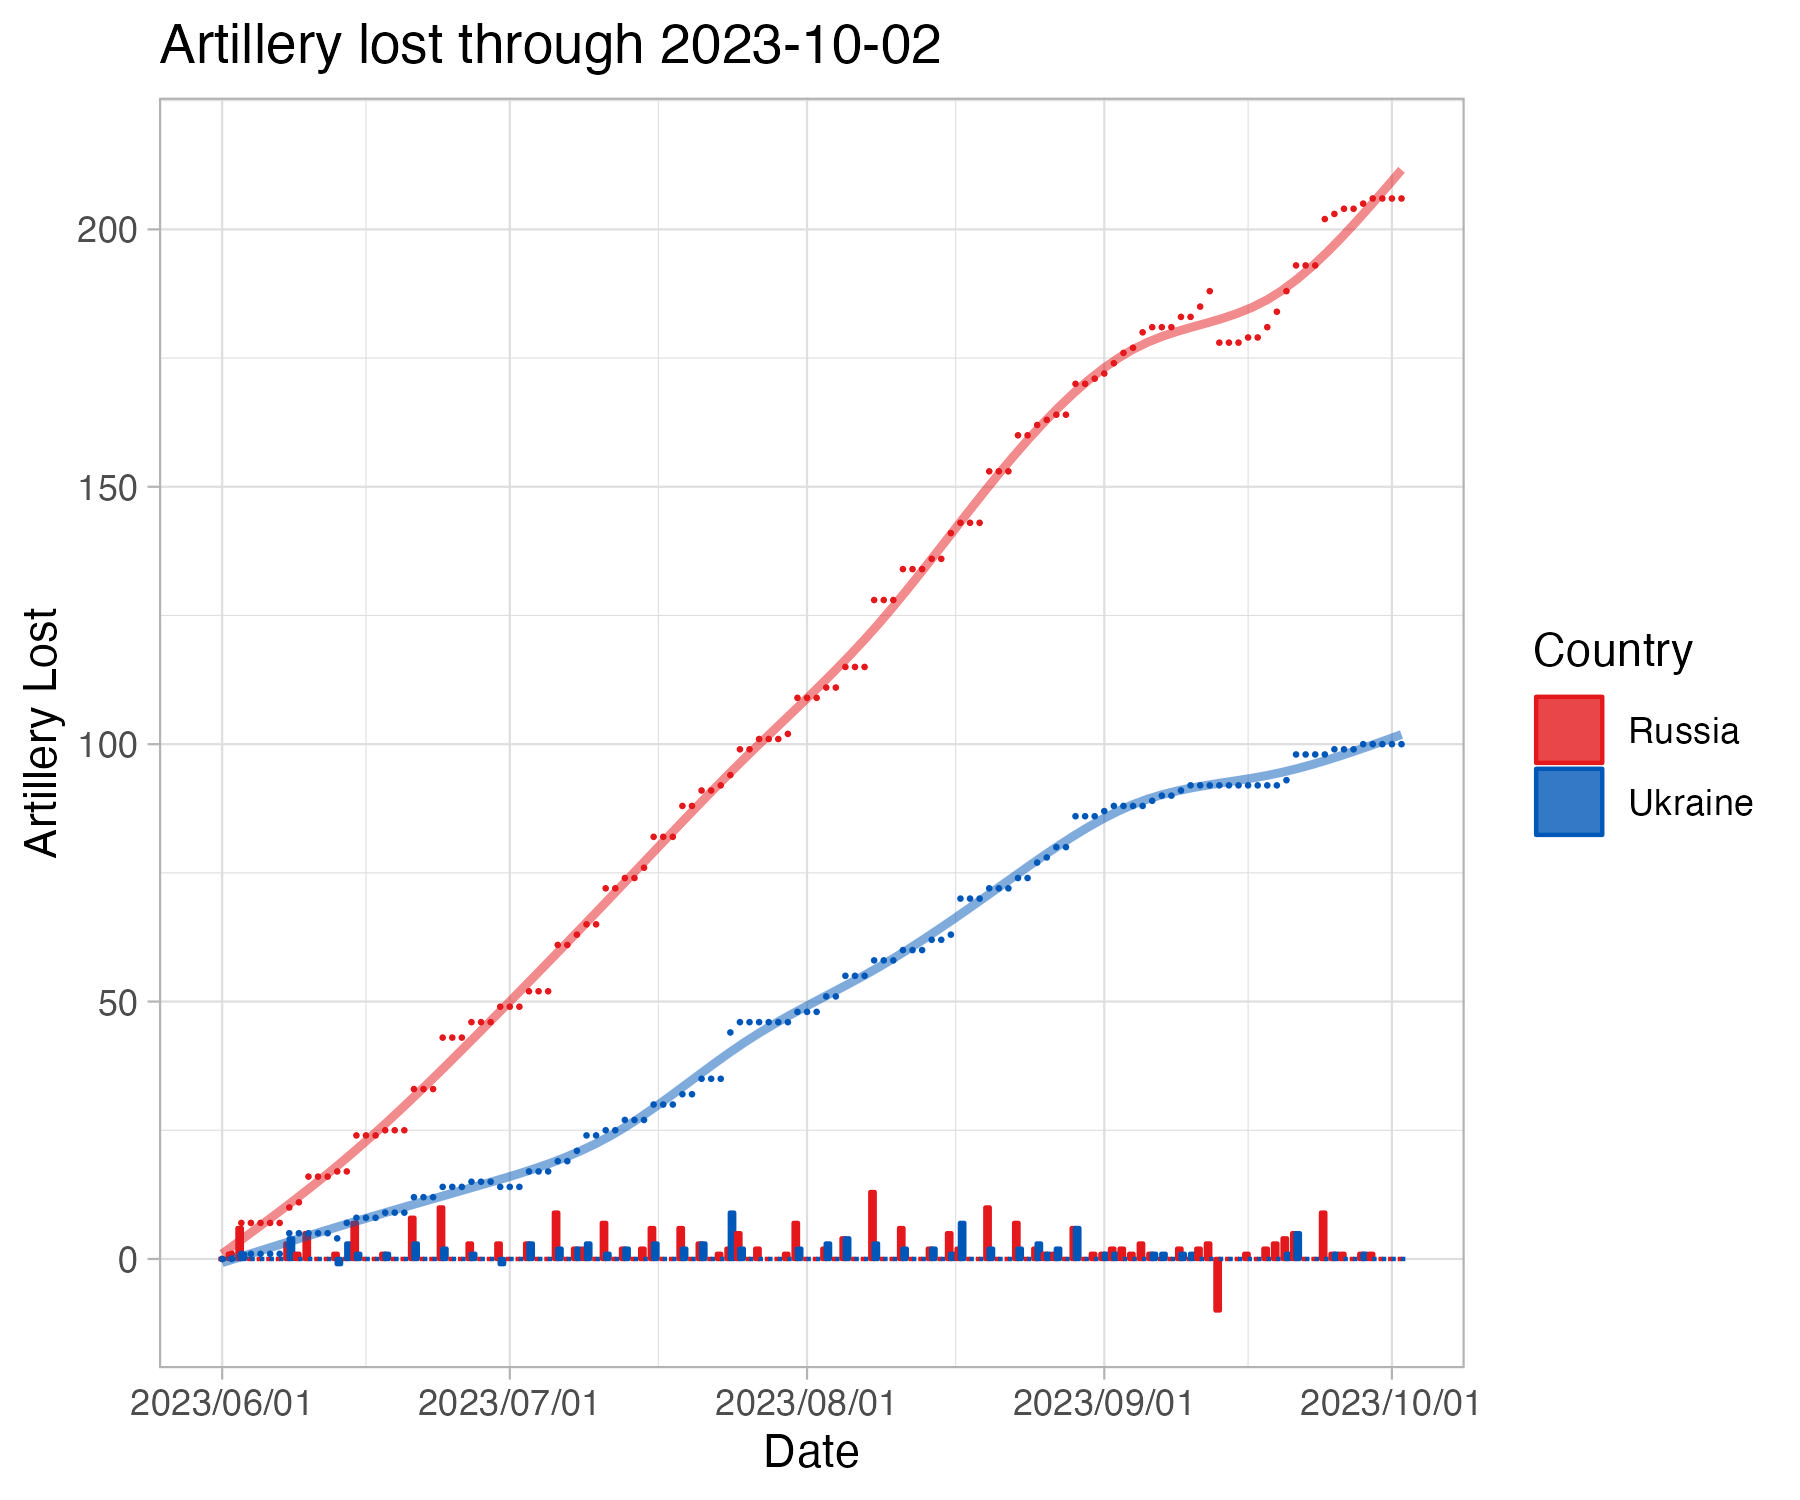 Artillery lost through 2023-10-02
Artillery Lost
200
150
100
50
0
2023/06/01
2023/07/01
2023/08/01
2023/09/01
2023/10/01
Date
Country
Russia
Ukraine